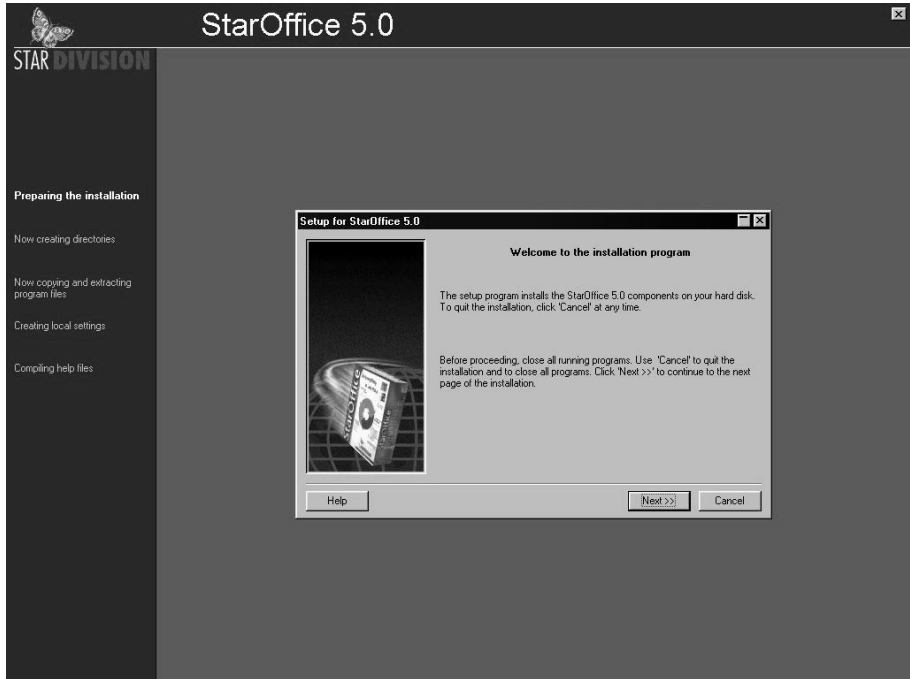 StarOffice 5.0
STAR DIVISION
Preparing the installation
Now creating directories
Now copying and extracting
program files
Creating local settings
Compiling help files
Setup for StarOffice 5.0
Welcome to the installation program
The setup program installs the StarOffice 5.0 components on your hard disk.
To quit the installation, click 'Cancel' at any time.
Before proceeding, close all running programs. Use 'Cancel' to quit the
installation and to close all programs. Click 'Next >>' to continue to the next
page of the installation.
StarOffice
Help
Next >>
Cancel